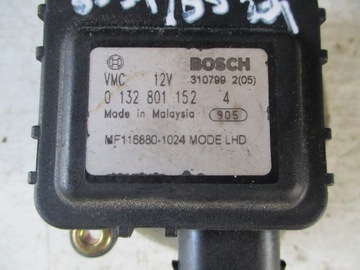 BOSCH
VMC 12V 310799 2(05)
0 132 801 152 4
Made in Malaysia 905
MF116880-1024 MODE LHD